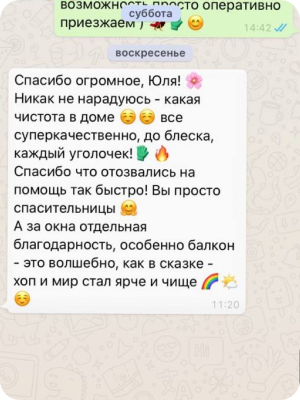 возможность просто оперативно
суббота
приезжаем ) 🦟 🧤 😊
14:42
воскресенье
Спасибо огромное, Юля! 🌸
Никак не нарадуюсь - какая
чистота в доме ☺️ ☺️ все
суперкачественно, до блеска,
каждый уголочек!🧤🔥
Спасибо что отозвались на
помощь так быстро! Вы просто
спасительницы 🤗
А за окна отдельная
благодарность, особенно балкон
- это волшебно, как в сказке -
хоп и мир стал ярче и чище 🌈🌤️
☺️
11:20